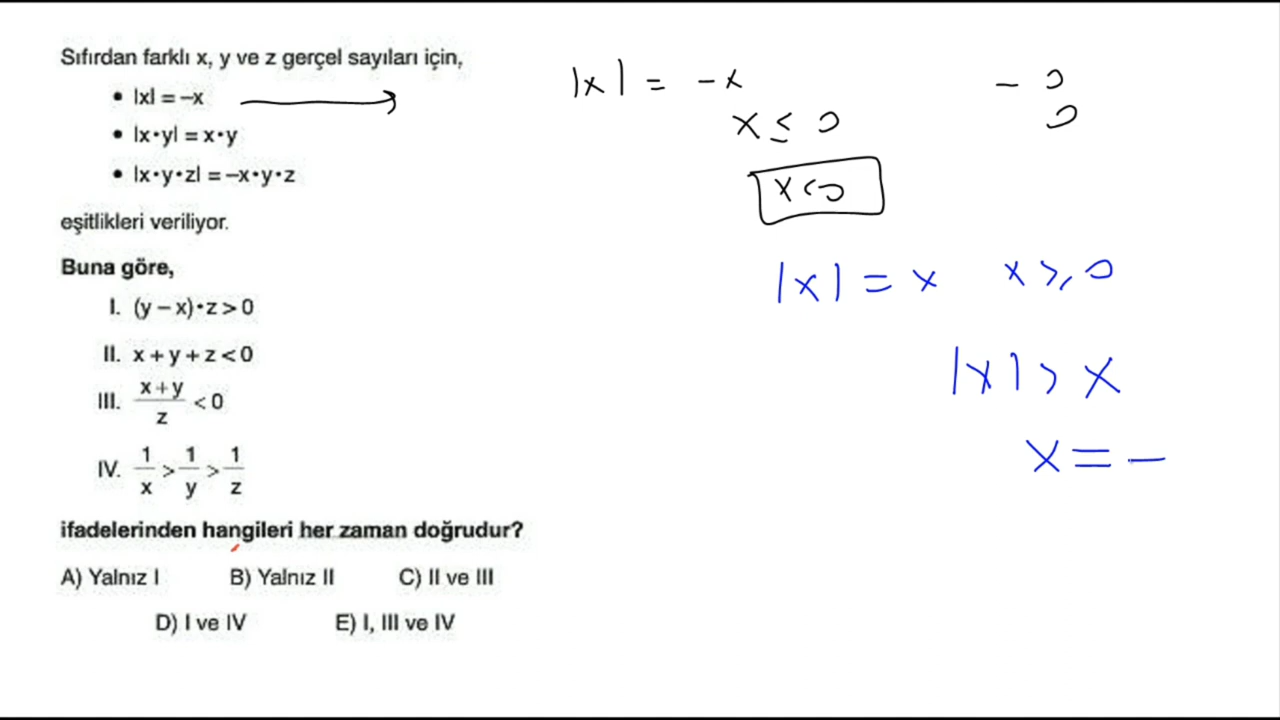 Sıfırdan farklı x, y ve z gerçel sayıları için,
• |x| = –x
• |x•y| = x•y
• |x•y•z| = –x•y•z
eşitlikleri veriliyor.
Buna göre,
I. (y – x)•z > 0
II. x + y + z < 0
III. x + y / z < 0
IV. 1/x > 1/y > 1/z
ifadelerinden hangileri her zaman doğrudur?
A) Yalnız I B) Yalnız II C) II ve III
D) I ve IV E) I, III ve IV
|x| = -x
x ≤ 0
x < 0
- 0
0
|x| = x x ≥ 0
|x| > x
x = -